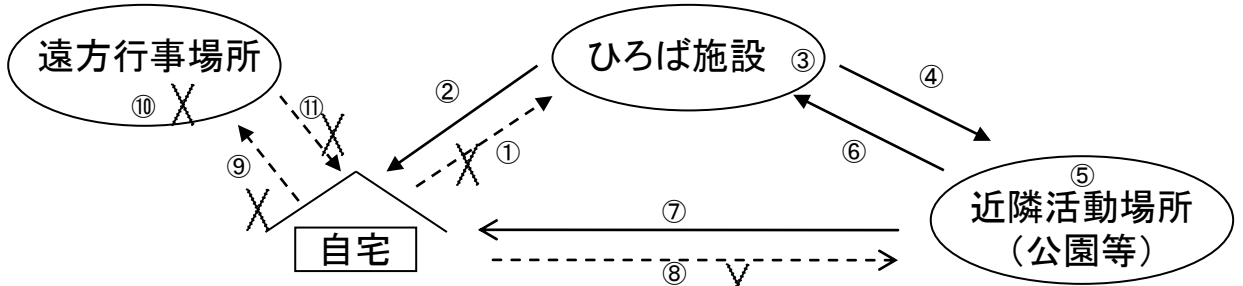 遠方行事場所
⑩
ひろば施設 ③
②
④
⑪
①
⑥
⑨
⑤
近隣活動場所
(公園等)
⑦
自宅
⑧